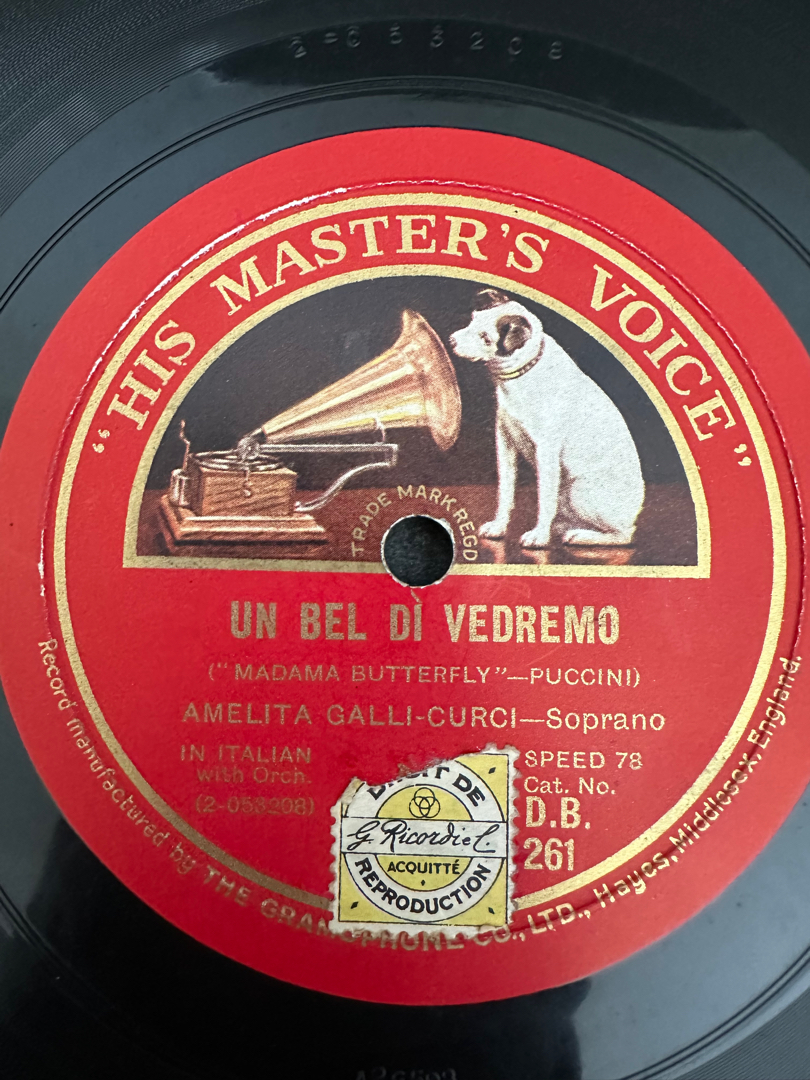 2-053208
"HIS MASTER'S VOICE"
TRADE MARK REGD
UN BEL DÌ VEDREMO
("MADAMA BUTTERFLY"—PUCCINI)
AMELITA GALLI-CURCI—Soprano
IN ITALIAN
with Orch.
(2-053208)
SPEED 78
Cat. No.
D.B.
261
DROIT DE
G. Ricordi e C.
ACQUITTÉ
REPRODUCTION
Record manufactured by THE GRAMOPHONE CO., LTD., Hayes, Middlesex, England.